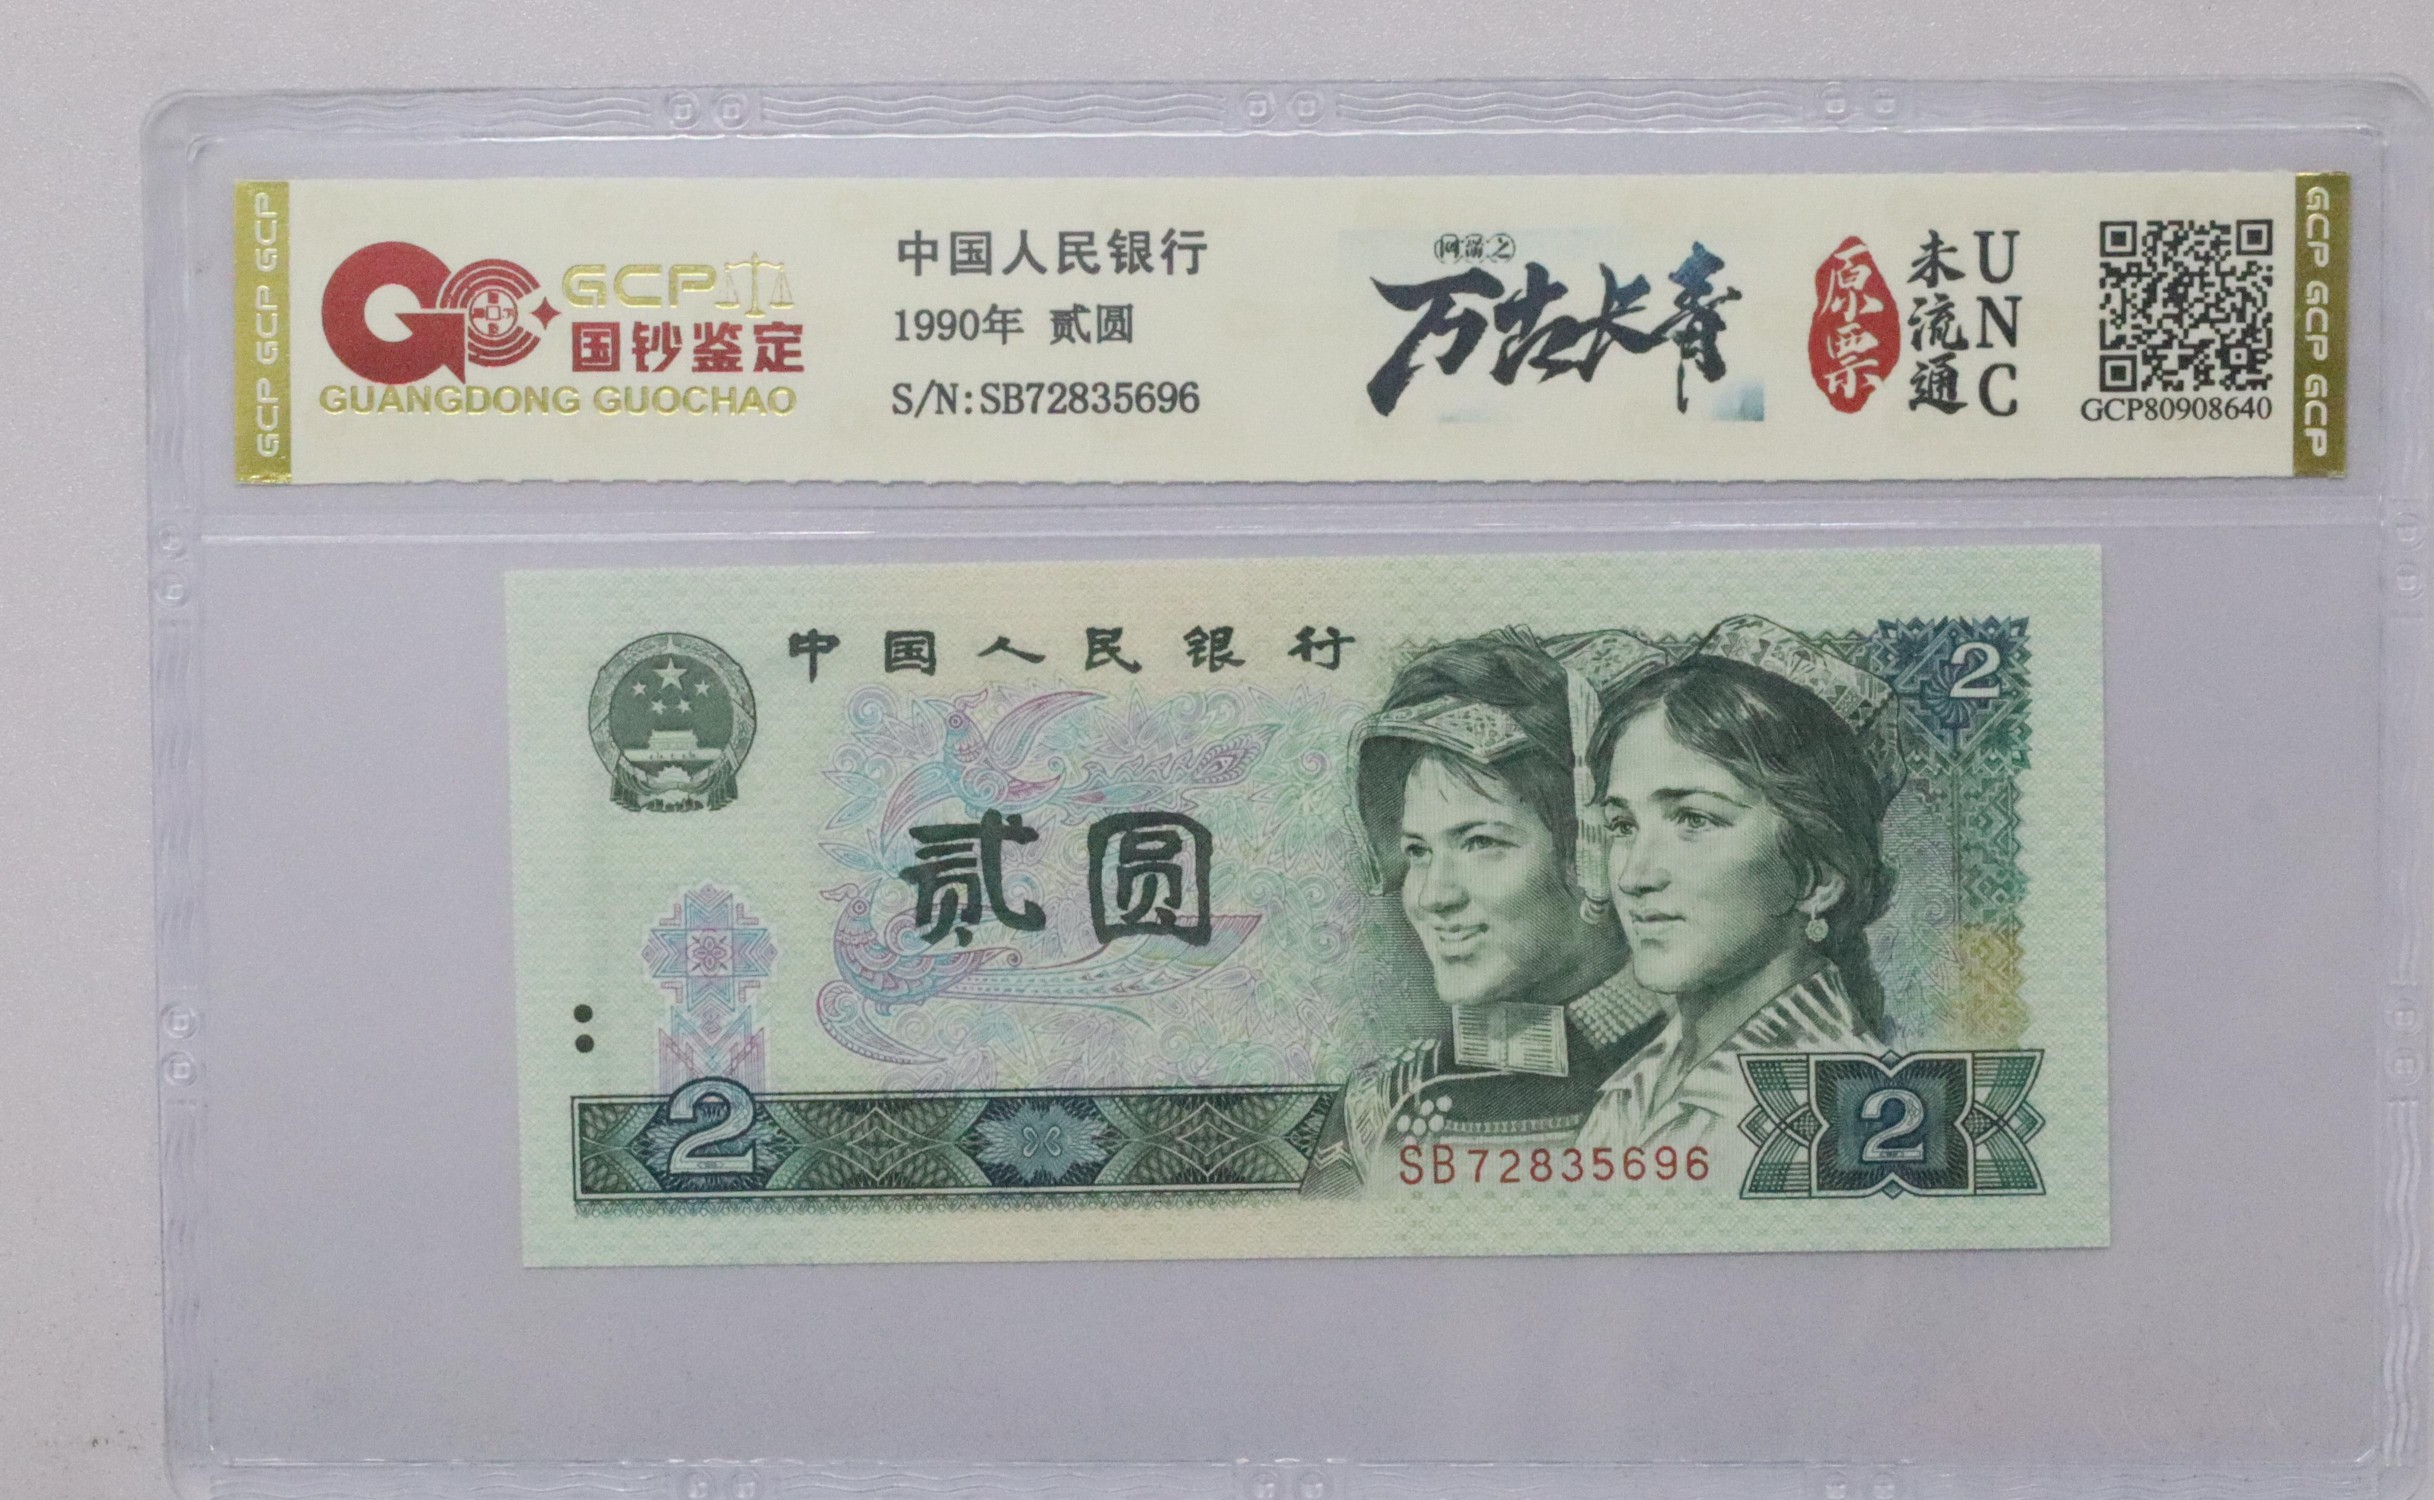 GCP GCP GCP
GCP
国钞鉴定
GUANGDONG GUOCHAO
中国人民银行
1990年 贰圆
S/N:SB72835696
万古长青
原票
未流通
UNC
GCP80908640
GCP GCP GCP
中国人民银行
2
贰圆
2
SB72835696
2